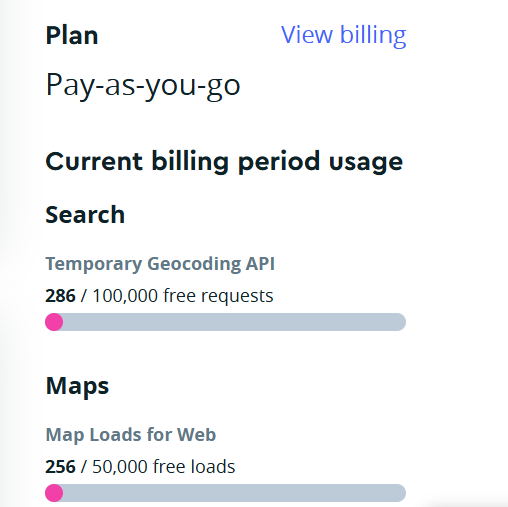 Plan
View billing
Pay-as-you-go
Current billing period usage
Search
Temporary Geocoding API
286 / 100,000 free requests
Maps
Map Loads for Web
256 / 50,000 free loads